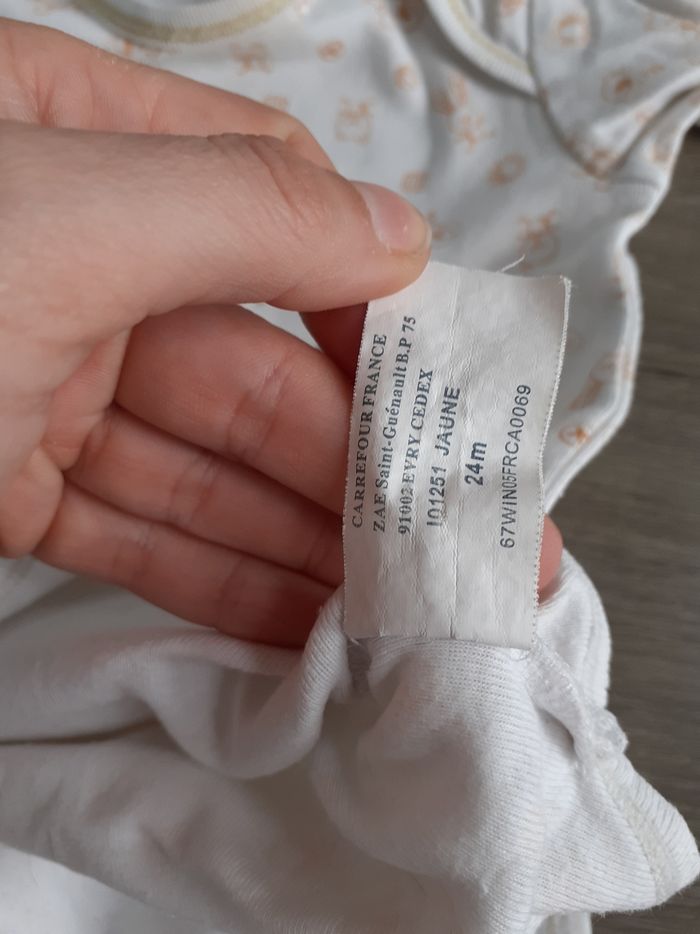 CARREFOUR FRANCE
ZAE Saint-Guénault B.P 75
91002 EVRY CEDEX
101251 JAUNE
24m
67WIN05FRCA0069